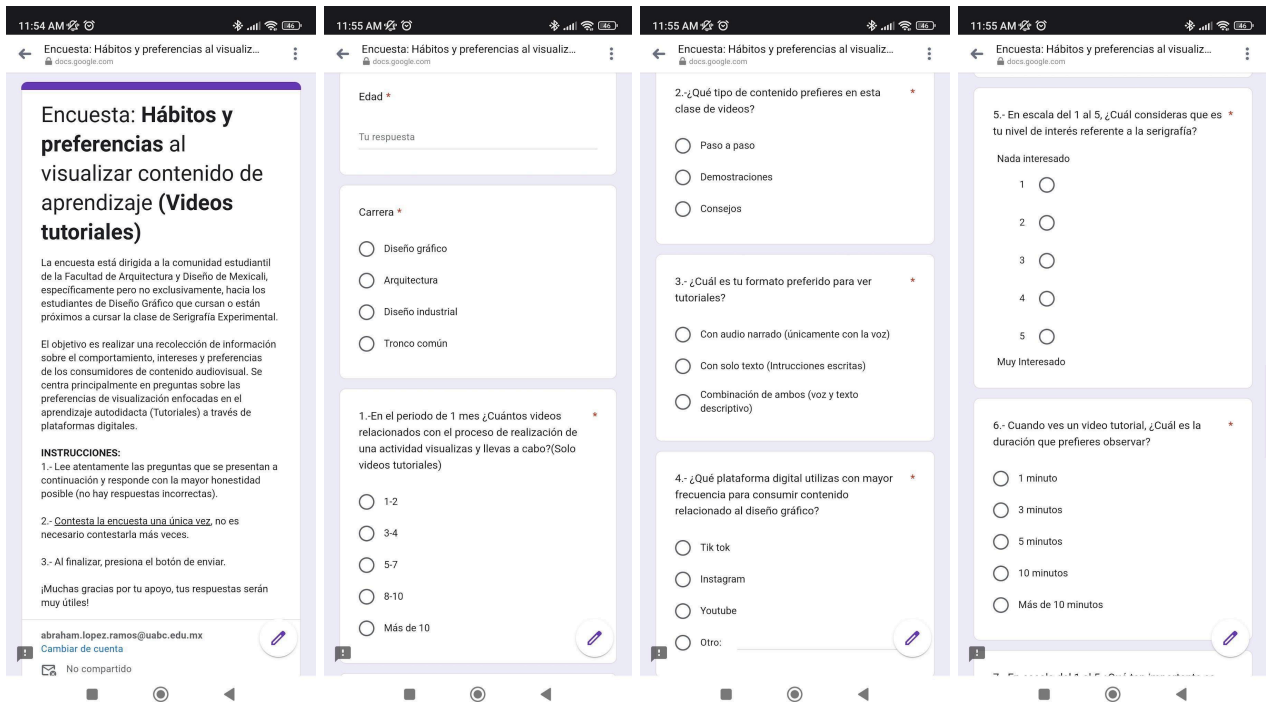 11:54 AM
46
Encuesta: Hábitos y preferencias al visualiz...
docs.google.com
Encuesta: Hábitos y
preferencias al
visualizar contenido de
aprendizaje (Videos
tutoriales)
La encuesta está dirigida a la comunidad estudiantil
de la Facultad de Arquitectura y Diseño de Mexicali,
específicamente pero no exclusivamente, hacia los
estudiantes de Diseño Gráfico que cursan o están
próximos a cursar la clase de Serigrafía Experimental.
El objetivo es realizar una recolección de información
sobre el comportamiento, intereses y preferencias
de los consumidores de contenido audiovisual. Se
centra principalmente en preguntas sobre las
preferencias de visualización enfocadas en el
aprendizaje autodidacta (Tutoriales) a través de
plataformas digitales.
INSTRUCCIONES:
1.- Lee atentamente las preguntas que se presentan a
continuación y responde con la mayor honestidad
posible (no hay respuestas incorrectas).
2.- Contesta la encuesta una única vez, no es
necesario contestarla más veces.
3.- Al finalizar, presiona el botón de enviar.
¡Muchas gracias por tu apoyo, tus respuestas serán
muy útiles!
abraham.lopez.ramos@uabc.edu.mx
Cambiar de cuenta
No compartido
11:55 AM
46
Encuesta: Hábitos y preferencias al visualiz...
docs.google.com
Edad *
Tu respuesta
Carrera *
Diseño gráfico
Arquitectura
Diseño industrial
Tronco común
1.-En el periodo de 1 mes ¿Cuántos videos *
relacionados con el proceso de realización de
una actividad visualizas y llevas a cabo?(Solo
videos tutoriales)
1-2
3-4
5-7
8-10
Más de 10
11:55 AM
46
Encuesta: Hábitos y preferencias al visualiz...
docs.google.com
2.-¿Qué tipo de contenido prefieres en esta *
clase de videos?
Paso a paso
Demostraciones
Consejos
3.- ¿Cuál es tu formato preferido para ver *
tutoriales?
Con audio narrado (únicamente con la voz)
Con solo texto (Intrucciones escritas)
Combinación de ambos (voz y texto
descriptivo)
4.- ¿Qué plataforma digital utilizas con mayor *
frecuencia para consumir contenido
relacionado al diseño gráfico?
Tik tok
Instagram
Youtube
Otro:
11:55 AM
46
Encuesta: Hábitos y preferencias al visualiz...
docs.google.com
5.- En escala del 1 al 5, ¿Cuál consideras que es *
tu nivel de interés referente a la serigrafía?
Nada interesado
1
2
3
4
5
Muy Interesado
6.- Cuando ves un video tutorial, ¿Cuál es la *
duración que prefieres observar?
1 minuto
3 minutos
5 minutos
10 minutos
Más de 10 minutos